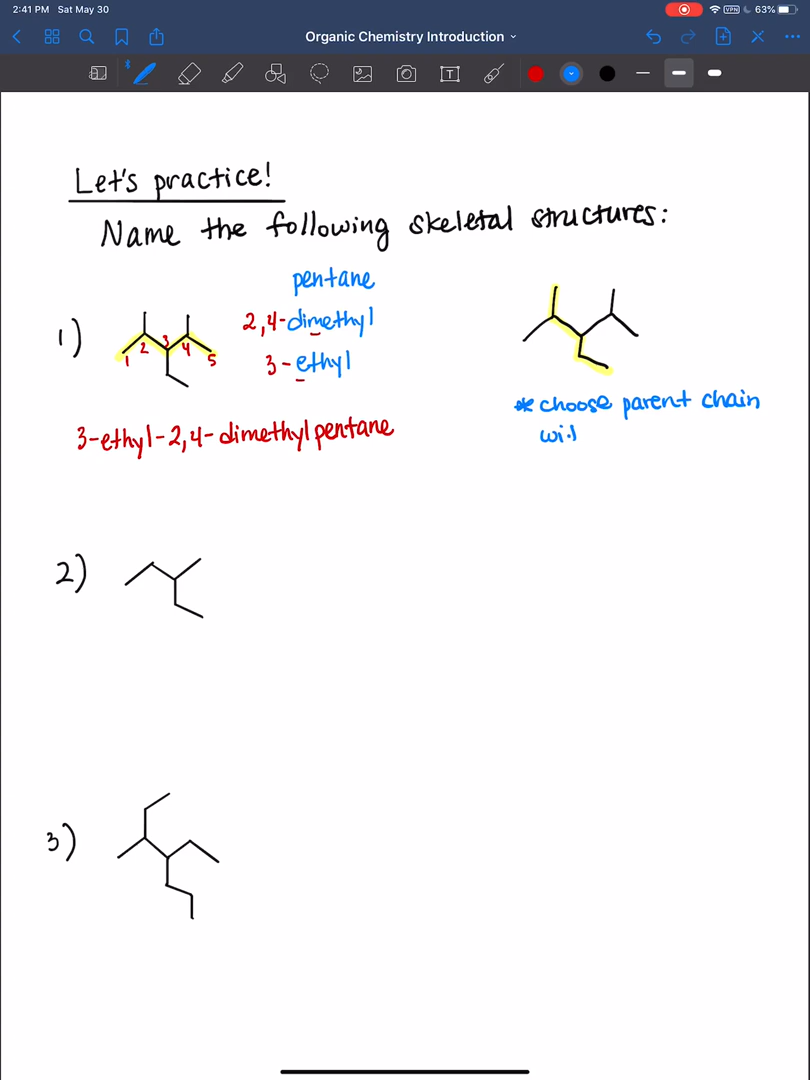 2:41 PM Sat May 30
VPN 63%
Organic Chemistry Introduction
T
Let's practice!
Name the following skeletal structures:
pentane
1) 1 2 3 4 5 2,4-dimethyl
3-ethyl
* choose parent chain
3-ethyl-2,4-dimethylpentane
2)
3)